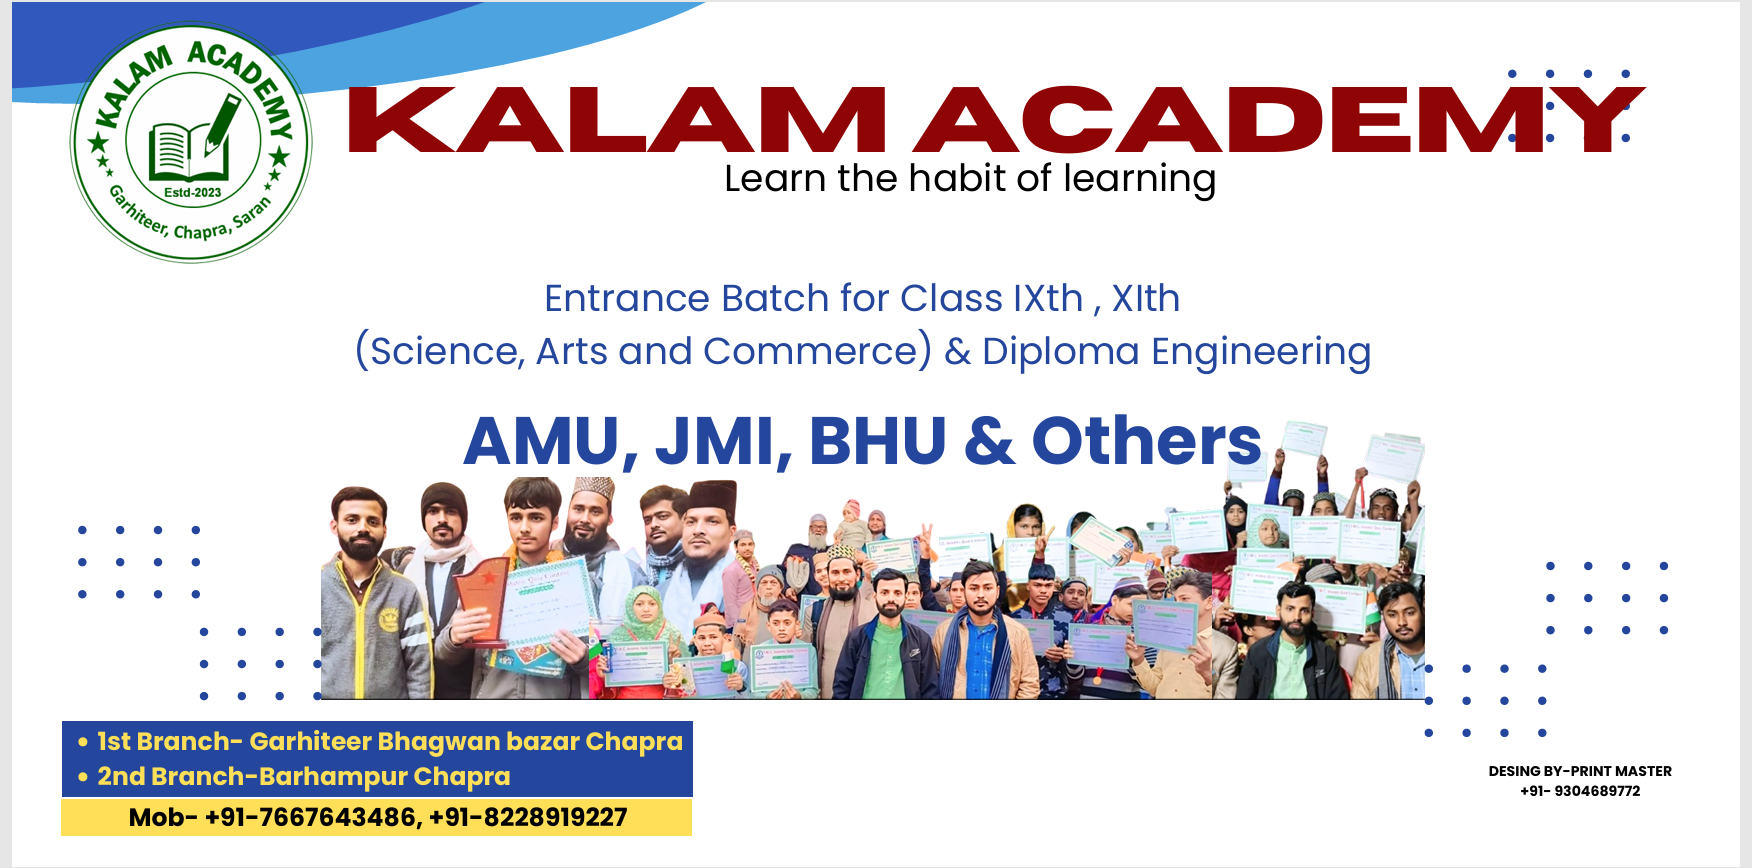 KALAM ACADEMY
Estd-2023
Garhiteer, Chapra, Saran
KALAM ACADEMY
Learn the habit of learning
Entrance Batch for Class IXth , XIth
(Science, Arts and Commerce) & Diploma Engineering
AMU, JMI, BHU & Others
1st Branch- Garhiteer Bhagwan bazar Chapra
2nd Branch-Barhampur Chapra
Mob- +91-7667643486, +91-8228919227
DESING BY-PRINT MASTER
+91- 9304689772